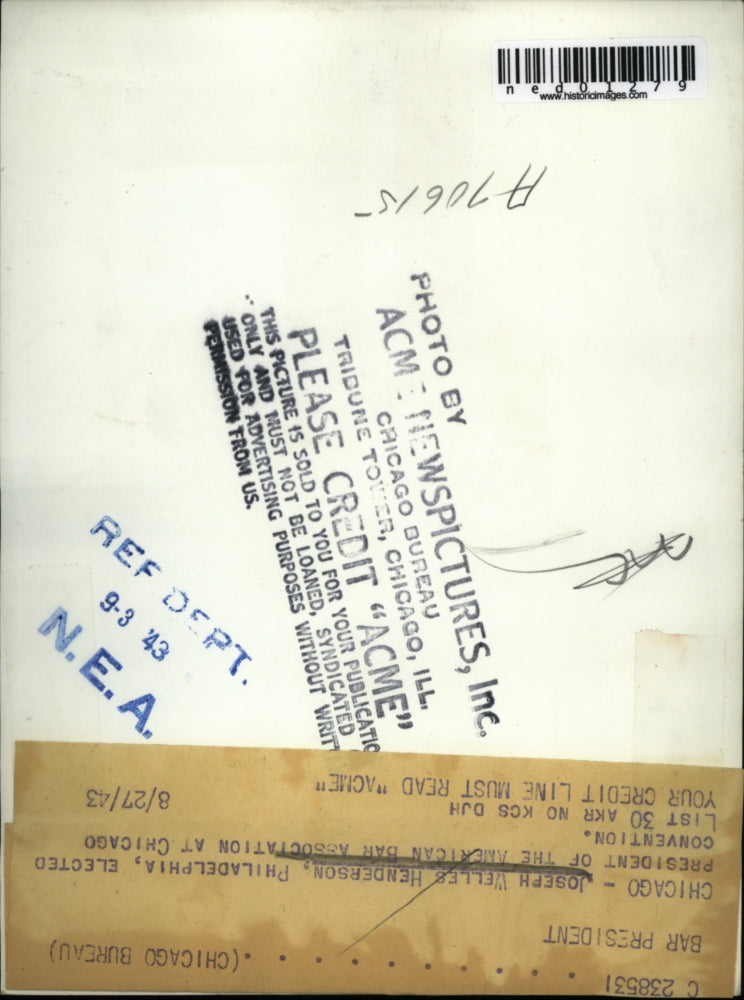 ned01279
www.historicimages.com
A70615
PHOTO BY
ACME NEWSPICTURES, Inc.
CHICAGO BUREAU
TRIBUNE TOWER, CHICAGO, ILL.
PLEASE CREDIT "ACME"
THIS PICTURE IS SOLD TO YOU FOR YOUR PUBLICATIO
ONLY AND MUST NOT BE LOANED, SYNDICATED
USED FOR ADVERTISING PURPOSES WITHOUT WRIT
PERMISSION FROM US.
REF DEPT.
9-3 '43
N.E.A.
C 238531
BAR PRESIDENT . . . . . . . . (CHICAGO BUREAU)
CHICAGO - JOSEPH WELLES HENDERSON, PHILADELPHIA, ELECTED
PRESIDENT OF THE AMERICAN BAR ASSOCIATION AT CHICAGO
CONVENTION.
LIST 30 AKR NO KCS DJH
YOUR CREDIT LINE MUST READ "ACME" 8/27/43